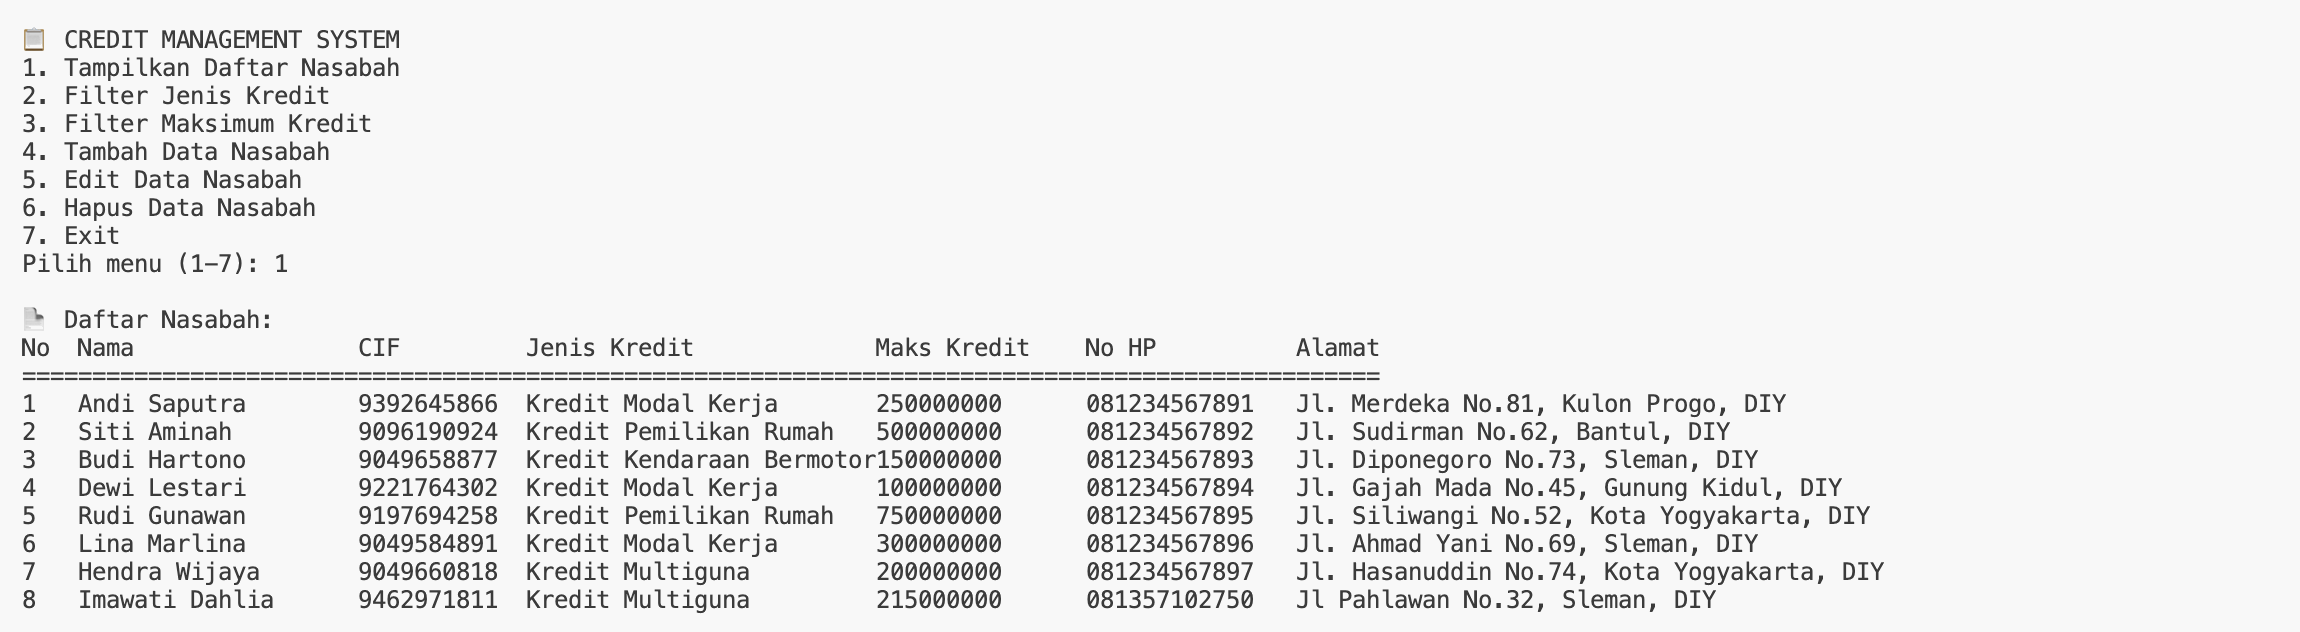 📋 CREDIT MANAGEMENT SYSTEM
1. Tampilkan Daftar Nasabah
2. Filter Jenis Kredit
3. Filter Maksimum Kredit
4. Tambah Data Nasabah
5. Edit Data Nasabah
6. Hapus Data Nasabah
7. Exit
Pilih menu (1–7): 1
📄 Daftar Nasabah:
No  Nama                CIF         Jenis Kredit             Maks Kredit    No HP          Alamat
=================================================================================================
1   Andi Saputra        9392645866  Kredit Modal Kerja       250000000      081234567891   Jl. Merdeka No.81, Kulon Progo, DIY
2   Siti Aminah         9096190924  Kredit Pemilikan Rumah   500000000      081234567892   Jl. Sudirman No.62, Bantul, DIY
3   Budi Hartono        9049658877  Kredit Kendaraan Bermotor150000000      081234567893   Jl. Diponegoro No.73, Sleman, DIY
4   Dewi Lestari        9221764302  Kredit Modal Kerja       100000000      081234567894   Jl. Gajah Mada No.45, Gunung Kidul, DIY
5   Rudi Gunawan        9197694258  Kredit Pemilikan Rumah   750000000      081234567895   Jl. Siliwangi No.52, Kota Yogyakarta, DIY
6   Lina Marlina        9049584891  Kredit Modal Kerja       300000000      081234567896   Jl. Ahmad Yani No.69, Sleman, DIY
7   Hendra Wijaya       9049660818  Kredit Multiguna         200000000      081234567897   Jl. Hasanuddin No.74, Kota Yogyakarta, DIY
8   Imawati Dahlia      9462971811  Kredit Multiguna         215000000      081357102750   Jl Pahlawan No.32, Sleman, DIY